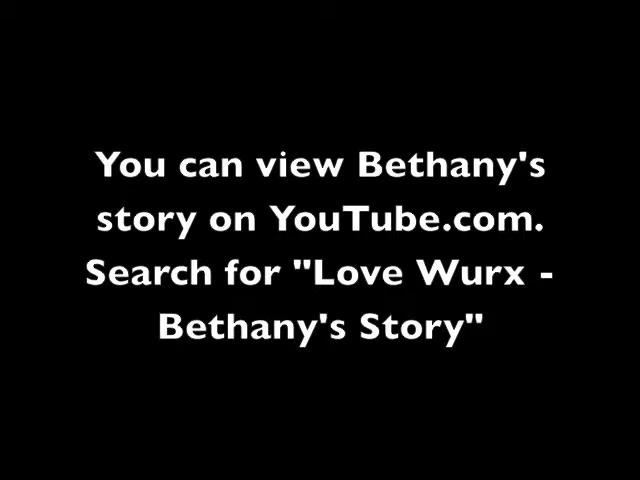 You can view Bethany's
story on YouTube.com.
Search for "Love Wurx -
Bethany's Story"